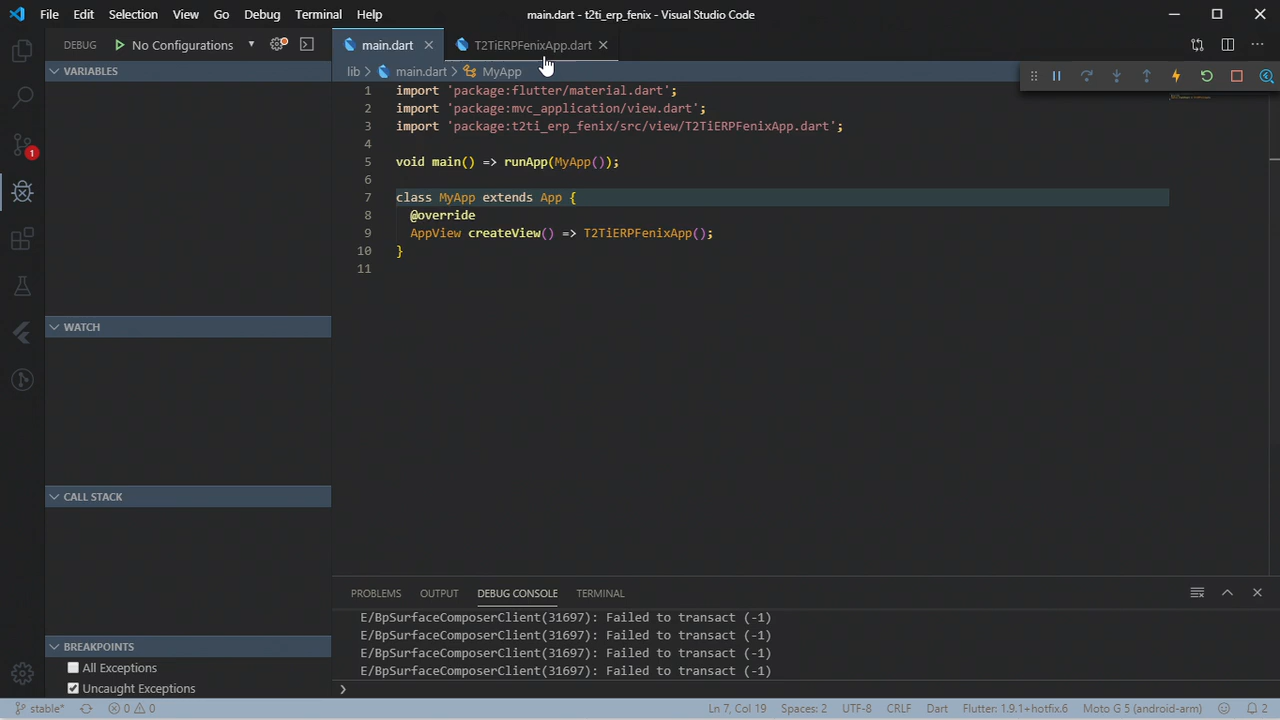 File Edit Selection View Go Debug Terminal Help
main.dart - t2ti_erp_fenix - Visual Studio Code
DEBUG No Configurations
main.dart
T2TiERPFenixApp.dart
VARIABLES
lib > main.dart > MyApp
1 import 'package:flutter/material.dart';
2 import 'package:mvc_application/view.dart';
3 import 'package:t2ti_erp_fenix/src/view/T2TiERPFenixApp.dart';
4
5 void main() => runApp(MyApp());
6
7 class MyApp extends App {
8 @override
9 AppView createView() => T2TiERPFenixApp();
10 }
11
1
WATCH
CALL STACK
BREAKPOINTS
All Exceptions
Uncaught Exceptions
PROBLEMS OUTPUT DEBUG CONSOLE TERMINAL
E/BpSurfaceComposerClient(31697): Failed to transact (-1)
E/BpSurfaceComposerClient(31697): Failed to transact (-1)
E/BpSurfaceComposerClient(31697): Failed to transact (-1)
E/BpSurfaceComposerClient(31697): Failed to transact (-1)
stable* 0 0 Ln 7, Col 19 Spaces: 2 UTF-8 CRLF Dart Flutter: 1.9.1+hotfix.6 Moto G 5 (android-arm) 2